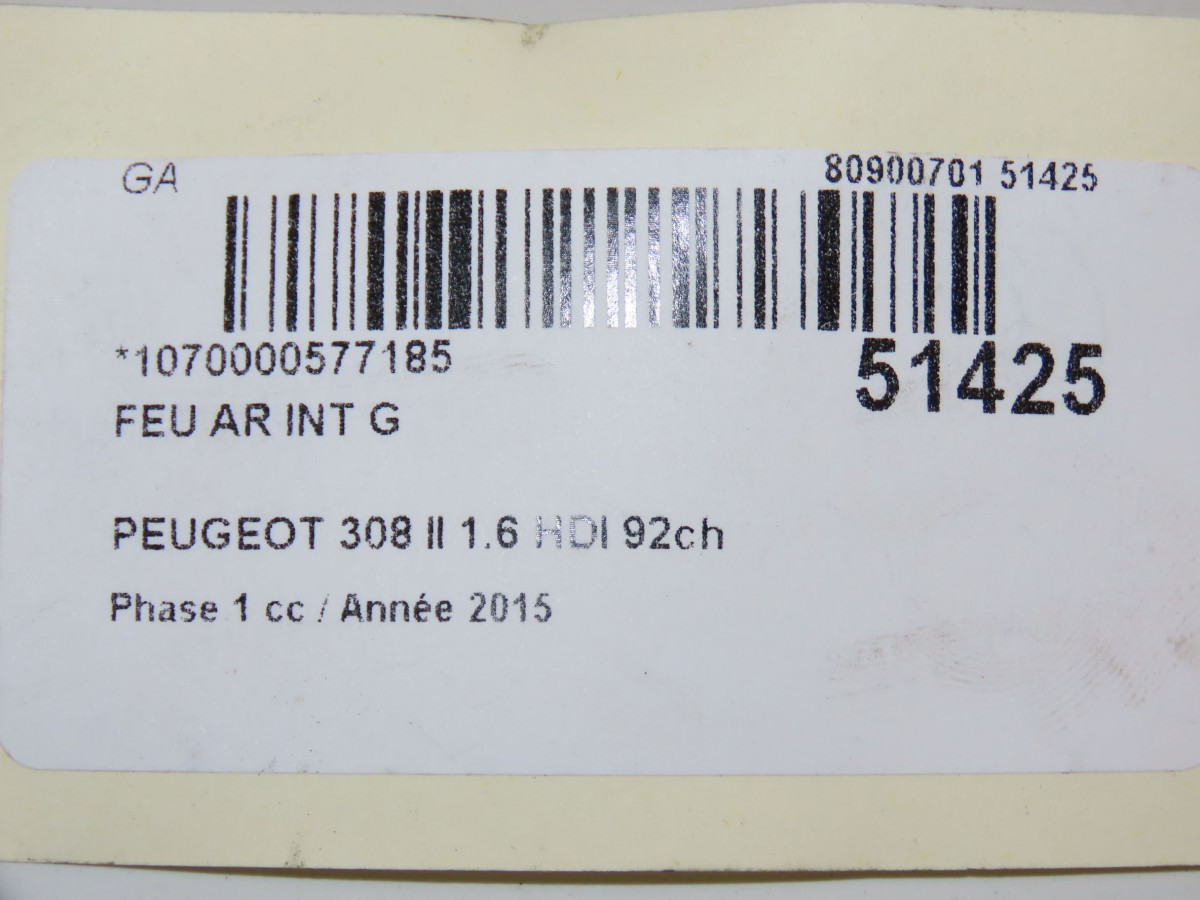 GA
80900701 51425
*1070000577185
51425
FEU AR INT G
PEUGEOT 308 II 1.6 HDI 92ch
Phase 1 cc / Année 2015